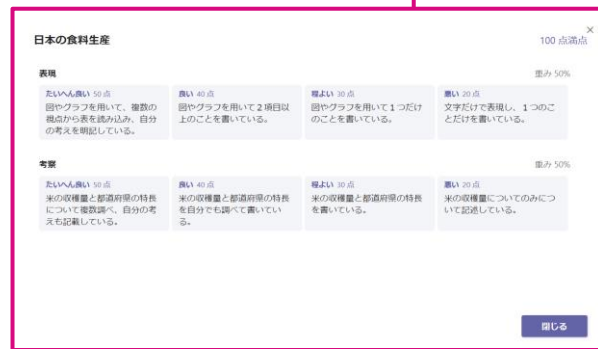 日本の食料生産
100 点満点
表現
重み 50%
たいへん良い 50 点
図やグラフを用いて、複数の
視点から表を読み込み、自分
の考えを明記している。
良い 40 点
図やグラフを用いて2項目以
上のことを書いている。
程よい 30 点
図やグラフを用いて1つだけ
のことを書いている。
悪い 20 点
文字だけで表現し、1つのこ
とだけを書いている。
考察
重み 50%
たいへん良い 50 点
米の収穫量と都道府県の特長
について複数調べ、自分の考
えも記載している。
良い 40 点
米の収穫量と都道府県の特長
を自分でも調べて書いてい
る。
程よい 30 点
米の収穫量と都道府県の特長
を書いている。
悪い 20 点
米の収穫量についてのみにつ
いて記述している。
閉じる